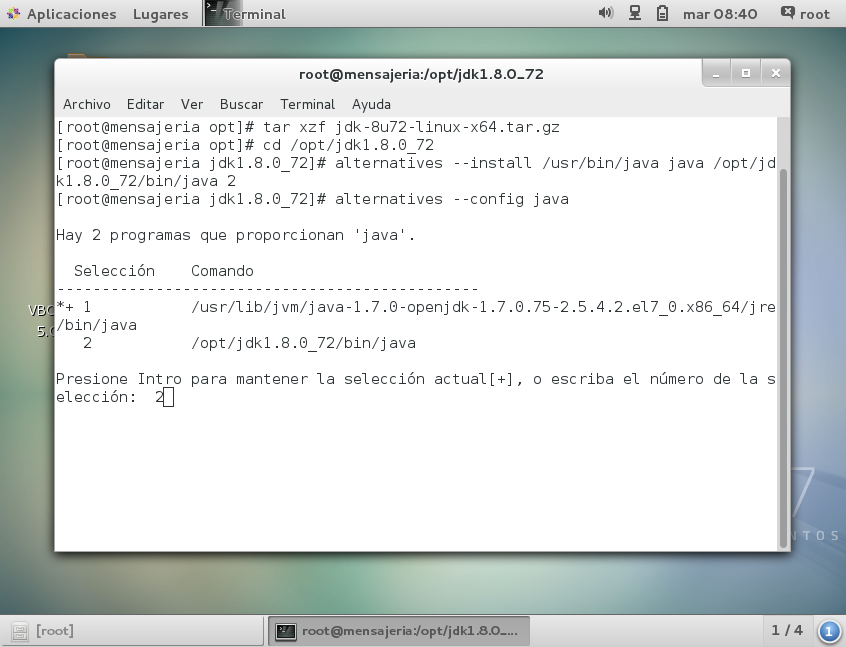 Aplicaciones Lugares Terminal mar 08:40 root
root@mensajeria:/opt/jdk1.8.0_72
Archivo Editar Ver Buscar Terminal Ayuda
[root@mensajeria opt]# tar xzf jdk-8u72-linux-x64.tar.gz
[root@mensajeria opt]# cd /opt/jdk1.8.0_72
[root@mensajeria jdk1.8.0_72]# alternatives --install /usr/bin/java java /opt/jd
k1.8.0_72/bin/java 2
[root@mensajeria jdk1.8.0_72]# alternatives --config java
Hay 2 programas que proporcionan 'java'.
Selección Comando
-----------------------------------------------
*+ 1 /usr/lib/jvm/java-1.7.0-openjdk-1.7.0.75-2.5.4.2.el7_0.x86_64/jre
/bin/java
2 /opt/jdk1.8.0_72/bin/java
Presione Intro para mantener la selección actual[+], o escriba el número de la s
elección: 2
VBO
5.0
7
NTOS
[root] root@mensajeria:/opt/jdk1.8.0_... 1 / 4 1